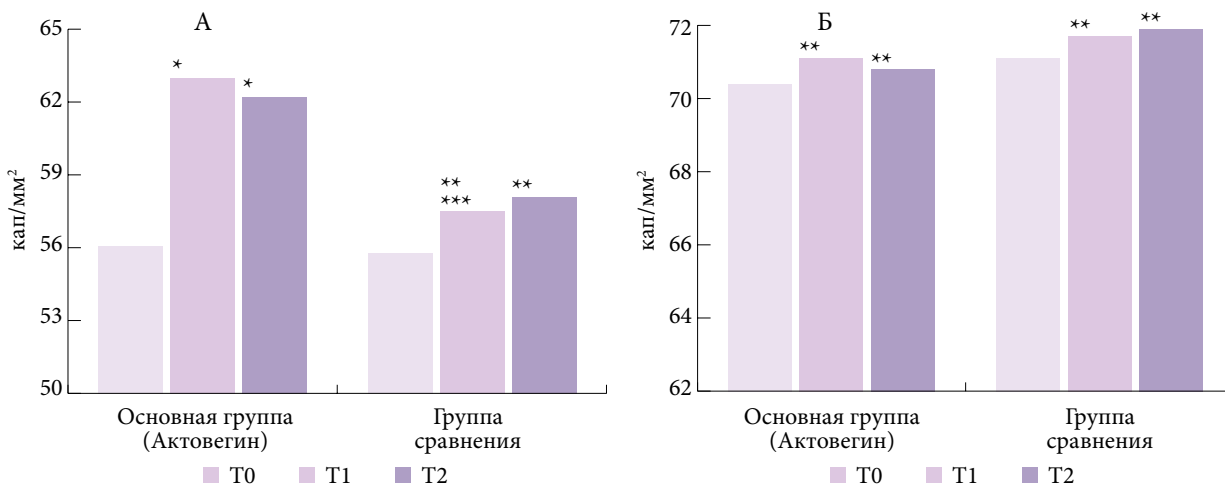 А
кап/мм²
65
62
59
56
53
50
*
*
**
***
**
Основная группа
(Актовегин)
Группа
сравнения
T0 T1 T2
Б
кап/мм²
72
70
68
66
64
62
**
**
**
**
Основная группа
(Актовегин)
Группа
сравнения
T0 T1 T2